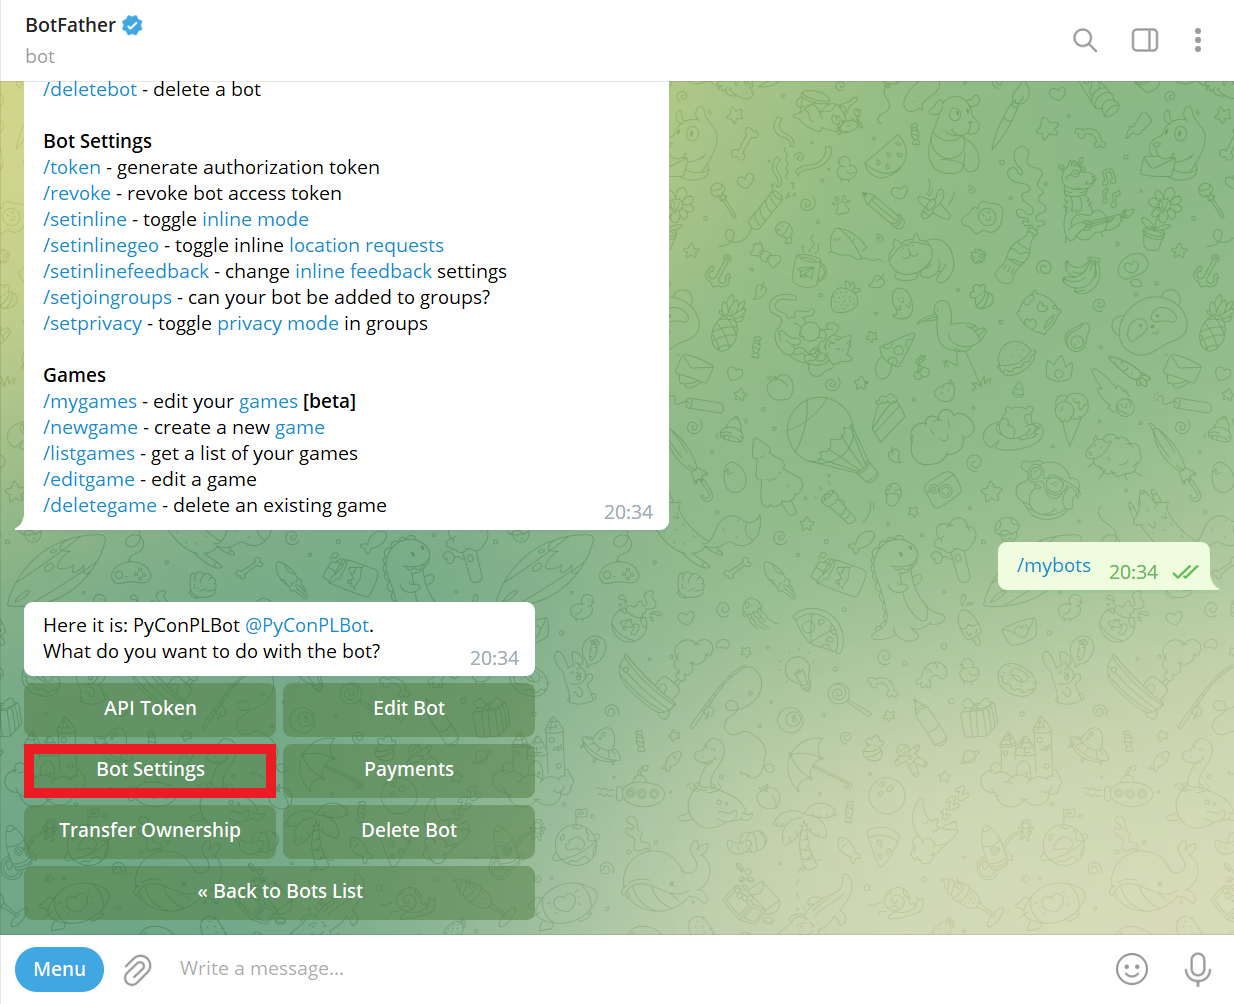 BotFather
bot
/deletebot - delete a bot
Bot Settings
/token - generate authorization token
/revoke - revoke bot access token
/setinline - toggle inline mode
/setinlinegeo - toggle inline location requests
/setinlinefeedback - change inline feedback settings
/setjoingroups - can your bot be added to groups?
/setprivacy - toggle privacy mode in groups
Games
/mygames - edit your games [beta]
/newgame - create a new game
/listgames - get a list of your games
/editgame - edit a game
/deletegame - delete an existing game
20:34
/mybots 20:34
Here it is: PyConPLBot @PyConPLBot.
What do you want to do with the bot?
20:34
API Token Edit Bot
Bot Settings Payments
Transfer Ownership Delete Bot
« Back to Bots List
Menu Write a message...